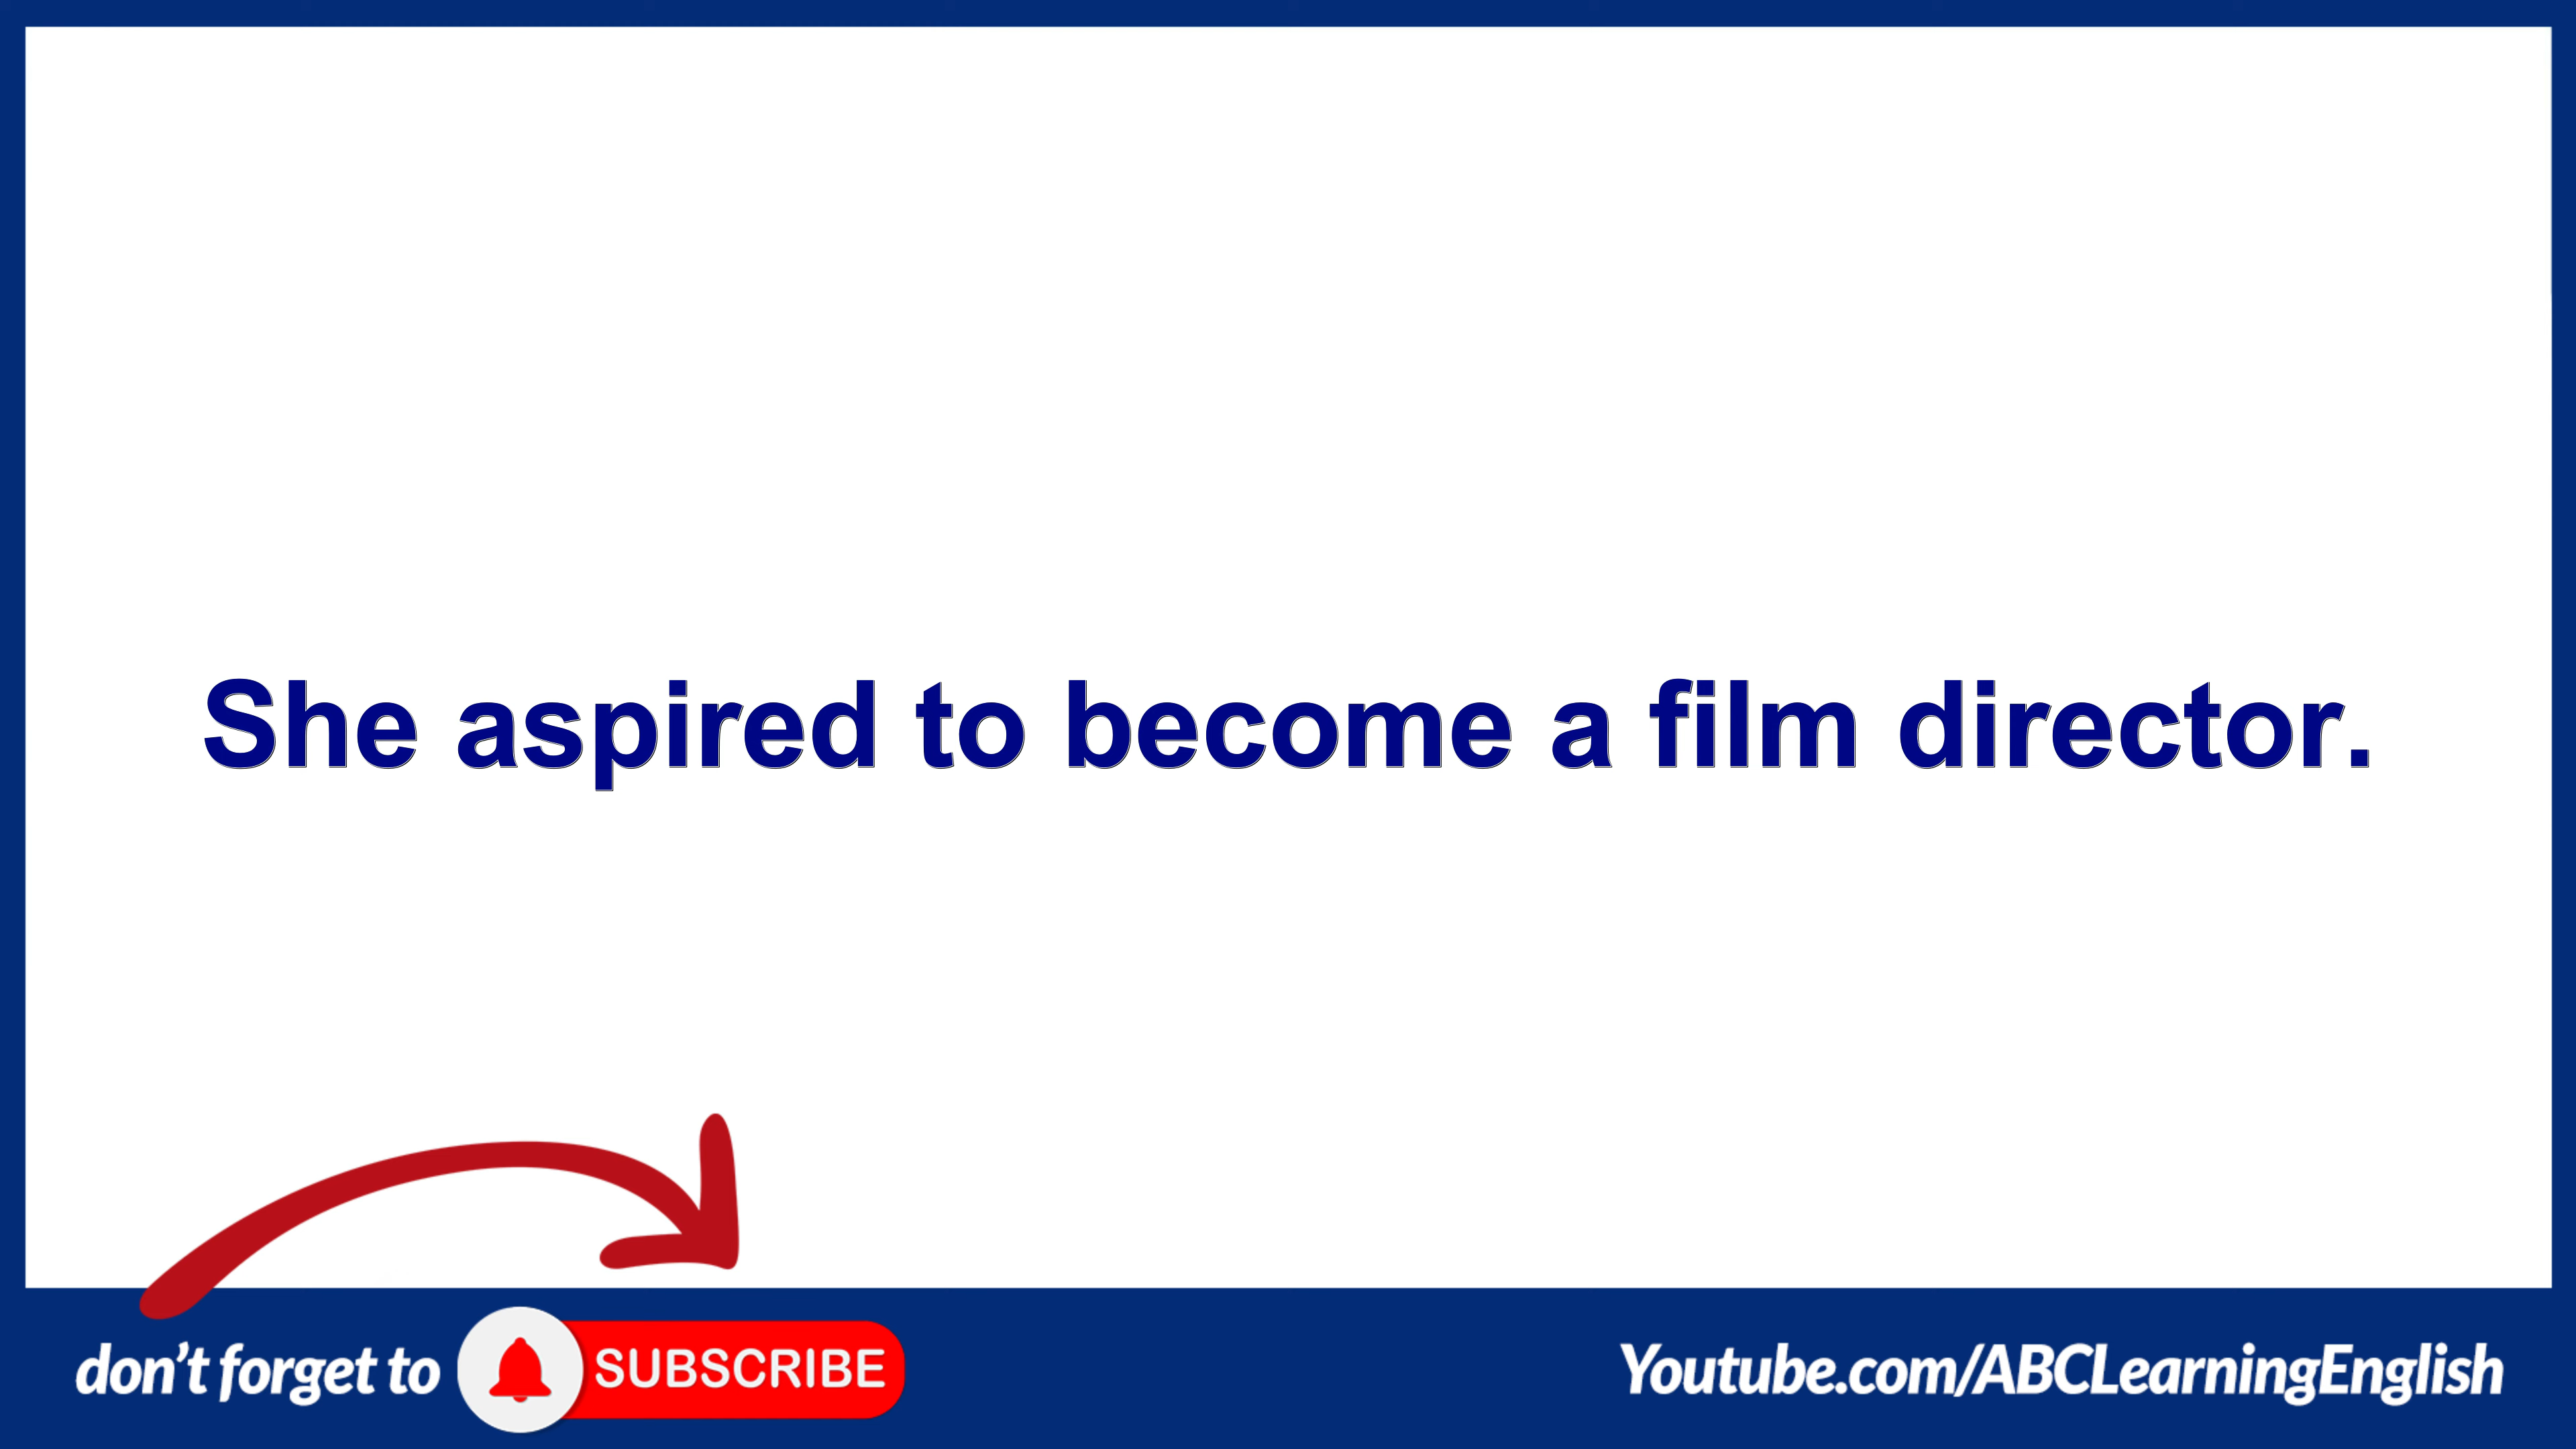 She aspired to become a film director.
don't forget to SUBSCRIBE
Youtube.com/ABCLearningEnglish